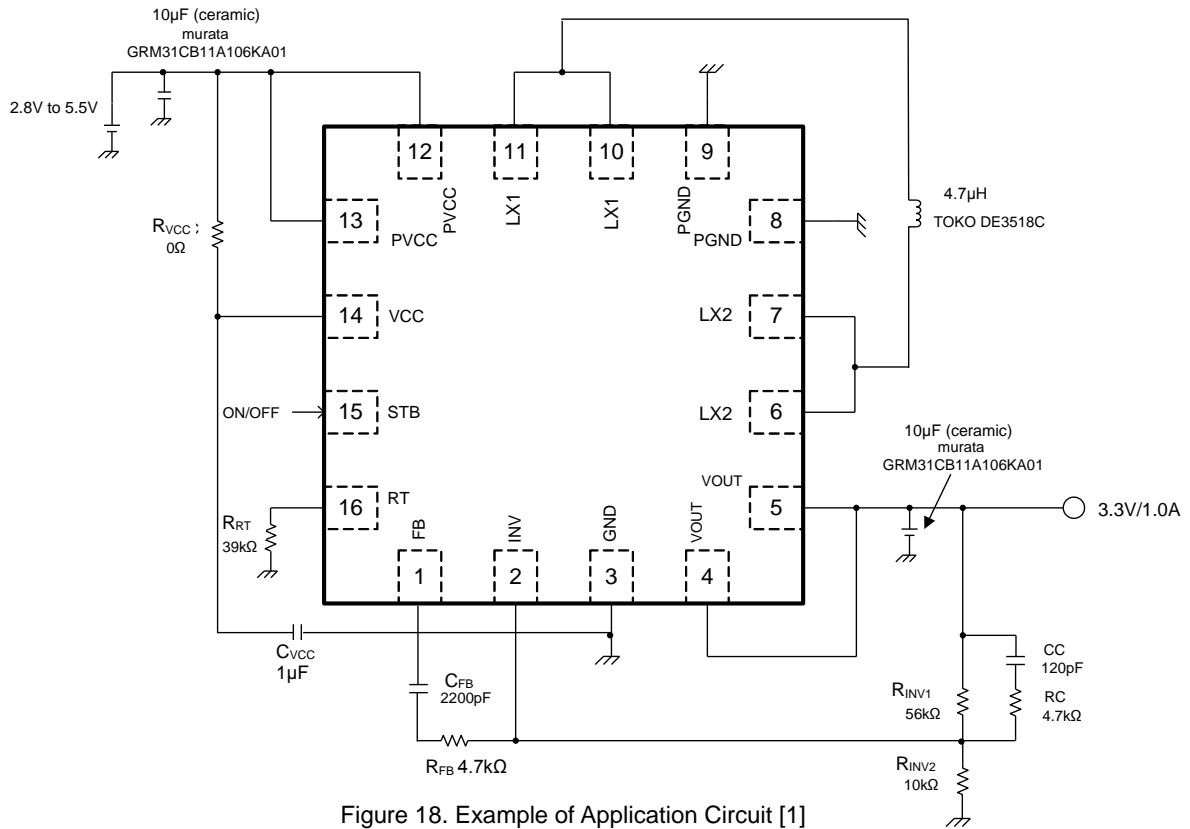 10µF (ceramic)
murata
GRM31CB11A106KA01
2.8V to 5.5V
12
11
10
9
PVCC
LX1
LX1
PGND
4.7µH
TOKO DE3518C
RVCC :
0Ω
13
PVCC
8
PGND
14
VCC
LX2
7
ON/OFF
15
STB
LX2
6
10µF (ceramic)
murata
GRM31CB11A106KA01
16
RT
VOUT
5
3.3V/1.0A
RRT
39kΩ
FB
INV
GND
VOUT
1
2
3
4
CVCC
1µF
CFB
2200pF
CC
120pF
RINV1
56kΩ
RC
4.7kΩ
RFB 4.7kΩ
RINV2
10kΩ
Figure 18. Example of Application Circuit [1]